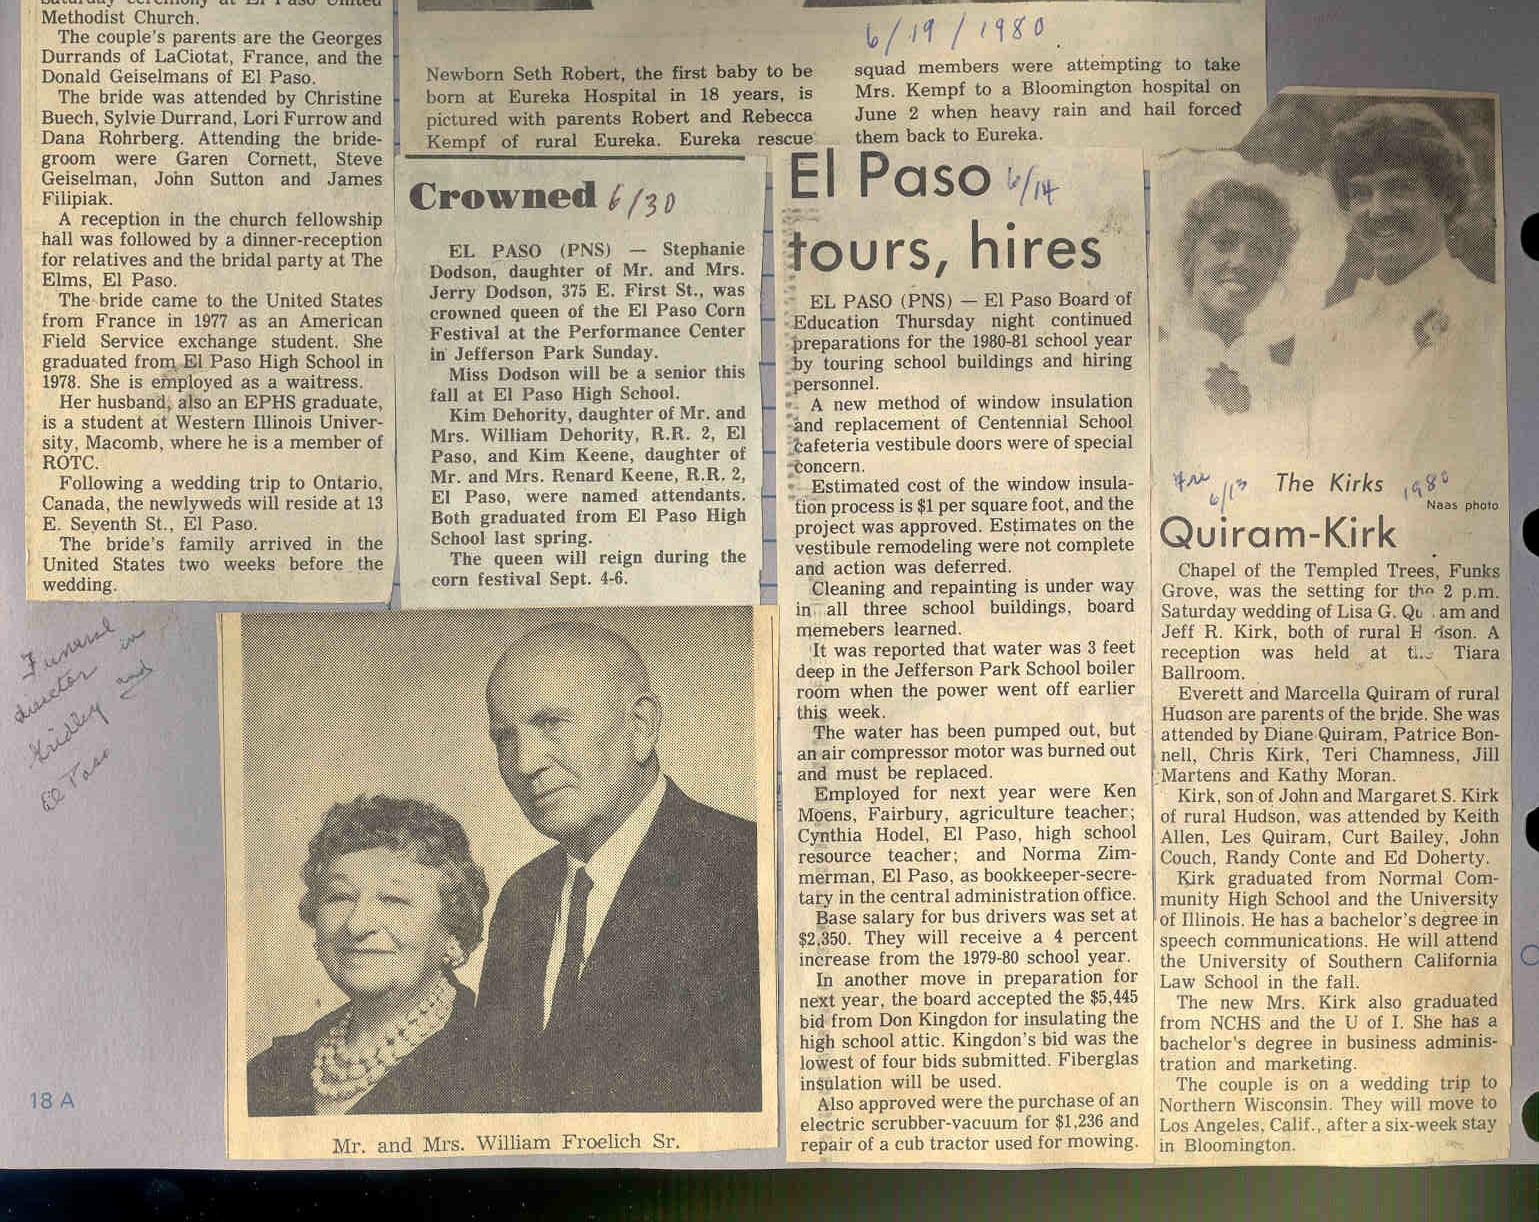 Methodist Church.
The couple's parents are the Georges
Durrands of LaCiotat, France, and the
Donald Geiselmans of El Paso.
The bride was attended by Christine
Buech, Sylvie Durrand, Lori Furrow and
Dana Rohrberg. Attending the bride-
groom were Garen Cornett, Steve
Geiselman, John Sutton and James
Filipiak.
A reception in the church fellowship
hall was followed by a dinner-reception
for relatives and the bridal party at The
Elms, El Paso.
The bride came to the United States
from France in 1977 as an American
Field Service exchange student. She
graduated from El Paso High School in
1978. She is employed as a waitress.
Her husband, also an EPHS graduate,
is a student at Western Illinois Univer-
sity, Macomb, where he is a member of
ROTC.
Following a wedding trip to Ontario,
Canada, the newlyweds will reside at 13
E. Seventh St., El Paso.
The bride's family arrived in the
United States two weeks before the
wedding.
Funeral
director in
Gridley and
El Paso
18 A
6/19/1980
Newborn Seth Robert, the first baby to be
born at Eureka Hospital in 18 years, is
pictured with parents Robert and Rebecca
Kempf of rural Eureka. Eureka rescue
squad members were attempting to take
Mrs. Kempf to a Bloomington hospital on
June 2 when heavy rain and hail forced
them back to Eureka.
Crowned 6/30
EL PASO (PNS) — Stephanie
Dodson, daughter of Mr. and Mrs.
Jerry Dodson, 375 E. First St., was
crowned queen of the El Paso Corn
Festival at the Performance Center
in Jefferson Park Sunday.
Miss Dodson will be a senior this
fall at El Paso High School.
Kim Dehority, daughter of Mr. and
Mrs. William Dehority, R.R. 2, El
Paso, and Kim Keene, daughter of
Mr. and Mrs. Renard Keene, R.R. 2,
El Paso, were named attendants.
Both graduated from El Paso High
School last spring.
The queen will reign during the
corn festival Sept. 4-6.
Mr. and Mrs. William Froelich Sr.
El Paso 6/14
tours, hires
EL PASO (PNS) — El Paso Board of
Education Thursday night continued
preparations for the 1980-81 school year
by touring school buildings and hiring
personnel.
A new method of window insulation
and replacement of Centennial School
cafeteria vestibule doors were of special
concern.
Estimated cost of the window insula-
tion process is $1 per square foot, and the
project was approved. Estimates on the
vestibule remodeling were not complete
and action was deferred.
Cleaning and repainting is under way
in all three school buildings, board
memebers learned.
It was reported that water was 3 feet
deep in the Jefferson Park School boiler
room when the power went off earlier
this week.
The water has been pumped out, but
an air compressor motor was burned out
and must be replaced.
Employed for next year were Ken
Moens, Fairbury, agriculture teacher;
Cynthia Hodel, El Paso, high school
resource teacher; and Norma Zim-
merman, El Paso, as bookkeeper-secre-
tary in the central administration office.
Base salary for bus drivers was set at
$2,350. They will receive a 4 percent
increase from the 1979-80 school year.
In another move in preparation for
next year, the board accepted the $5,445
bid from Don Kingdon for insulating the
high school attic. Kingdon's bid was the
lowest of four bids submitted. Fiberglas
insulation will be used.
Also approved were the purchase of an
electric scrubber-vacuum for $1,236 and
repair of a cub tractor used for mowing.
6/13 The Kirks 1980
Naas photo
Quiram-Kirk
Chapel of the Templed Trees, Funks
Grove, was the setting for the 2 p.m.
Saturday wedding of Lisa G. and
Jeff R. Kirk, both of rural A
reception was held at Tiara
Ballroom.
Everett and Marcella Quiram of rural
Hudson are parents of the bride. She was
attended by Diane Quiram, Patrice Bon-
nell, Chris Kirk, Teri Chamness, Jill
Martens and Kathy Moran.
Kirk, son of John and Margaret S. Kirk
of rural Hudson, was attended by Keith
Allen, Les Quiram, Curt Bailey, John
Couch, Randy Conte and Ed Doherty.
Kirk graduated from Normal Com-
munity High School and the University
of Illinois. He has a bachelor's degree in
speech communications. He will attend
the University of Southern California
Law School in the fall.
The new Mrs. Kirk also graduated
from NCHS and the U of I. She has a
bachelor's degree in business adminis-
tration and marketing.
The couple is on a wedding trip to
Northern Wisconsin. They will move to
Los Angeles, Calif., after a six-week stay
in Bloomington.